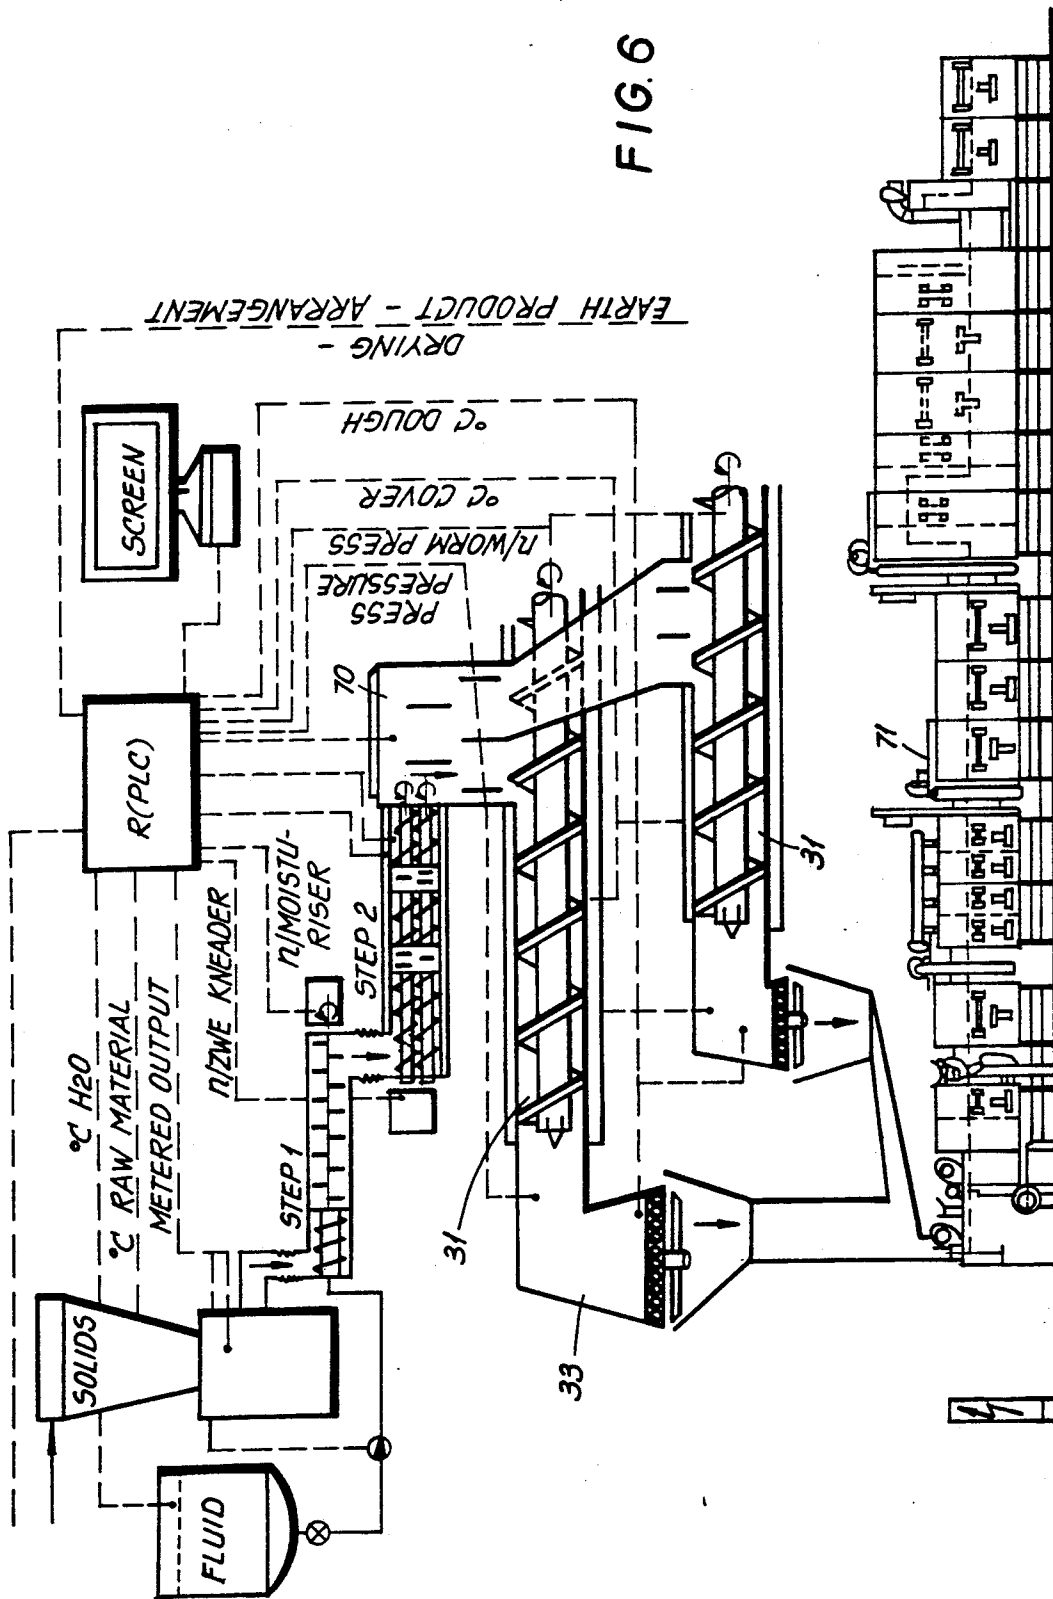 SCREEN
R(PLC)
SOLIDS
FLUID
°C H2O
°C RAW MATERIAL
METERED OUTPUT
n/ZWE KNEADER
n/MOISTU-
RISER
STEP 1
STEP 2
EARTH PRODUCT - ARRANGEMENT
DRYING -
°C DOUGH
°C COVER
n/WORM PRESS
PRESS
PRESSURE
70
31
31
33
71
FIG. 6